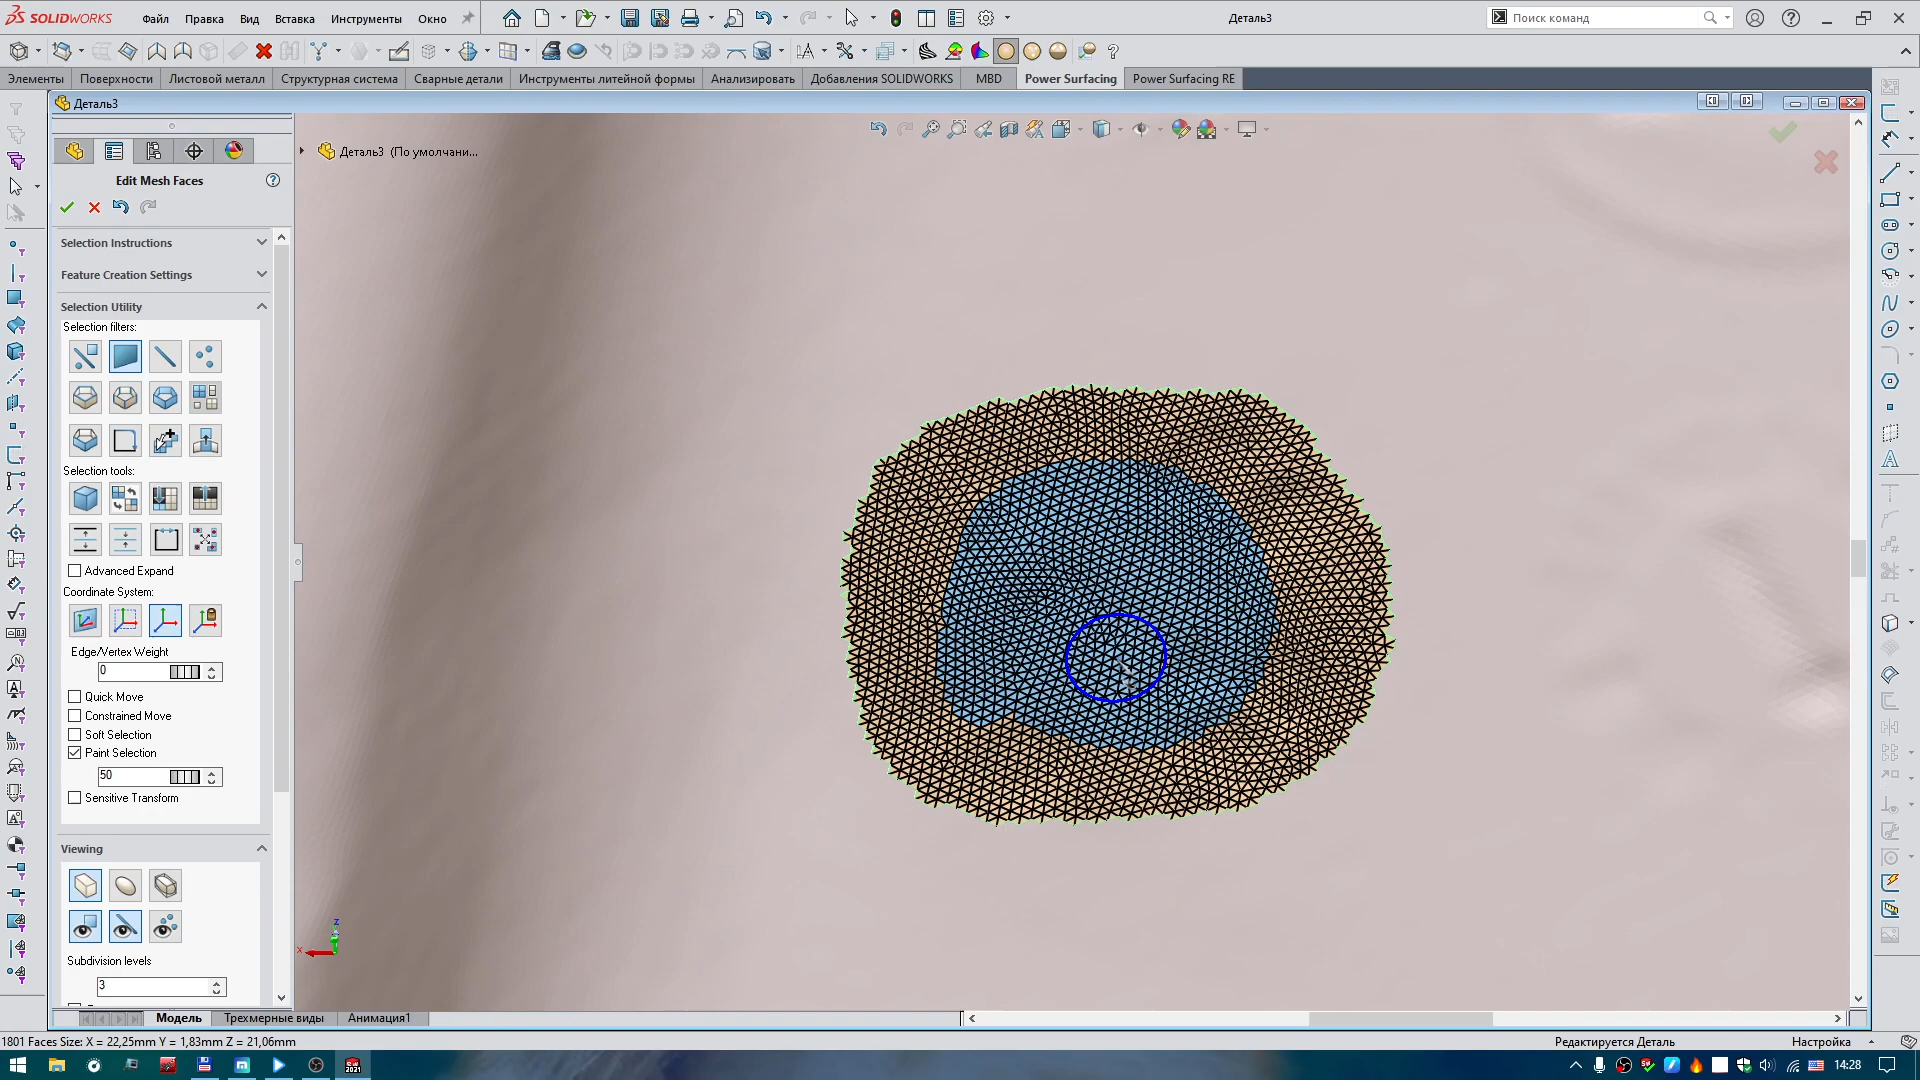 SOLIDWORKS
Файл Правка Вид Вставка Инструменты Окно
Деталь3
Поиск команд
Элементы Поверхности Листовой металл Структурная система Сварные детали Инструменты литейной формы Анализировать Добавления SOLIDWORKS MBD Power Surfacing Power Surfacing RE
Деталь3
Деталь3 (По умолчани...
Edit Mesh Faces
Selection Instructions
Feature Creation Settings
Selection Utility
Selection filters:
Selection tools:
Advanced Expand
Coordinate System:
Edge/Vertex Weight
0
Quick Move
Constrained Move
Soft Selection
Paint Selection
50
Sensitive Transform
Viewing
Subdivision levels
3
z
x
Модель Трехмерные виды Анимация1
1801 Faces Size: X = 22,25mm Y = 1,83mm Z = 21,06mm
Редактируется Деталь
Настройка
2021
14:28